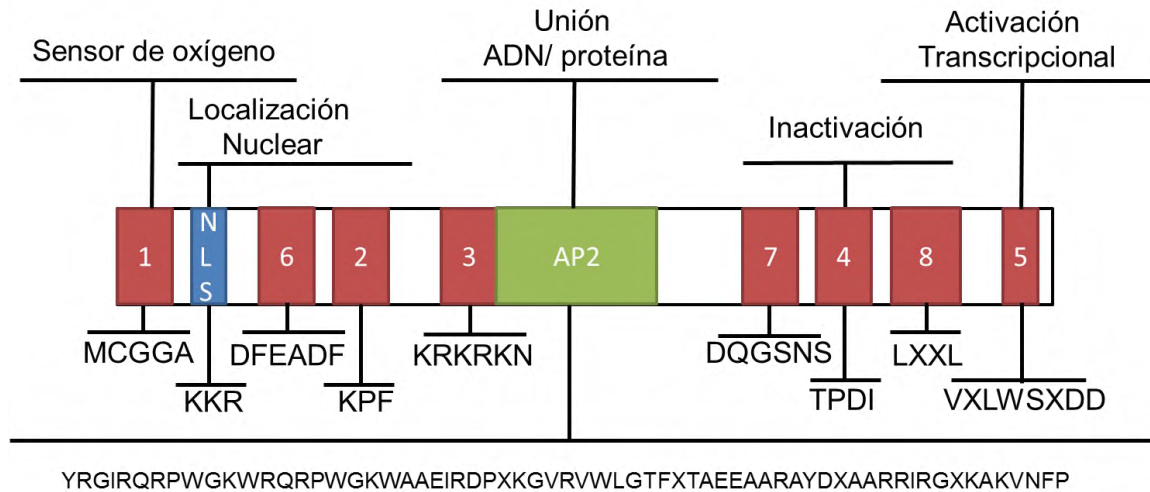 Sensor de oxígeno
Unión
ADN/ proteína
Activación
Transcripcional
Localización
Nuclear
Inactivación
1
N
L
S
6
2
3
AP2
7
4
8
5
MCGGA
KKR
DFEADF
KPF
KRKRKN
DQGSNS
TPDI
LXXL
VXLWSXDD
YRGIRQRPWGKWRQRPWGKWAAEIRDPXKGVRVWLGTFXTAEEAARAYDXAARRIRGXKAKVNFP